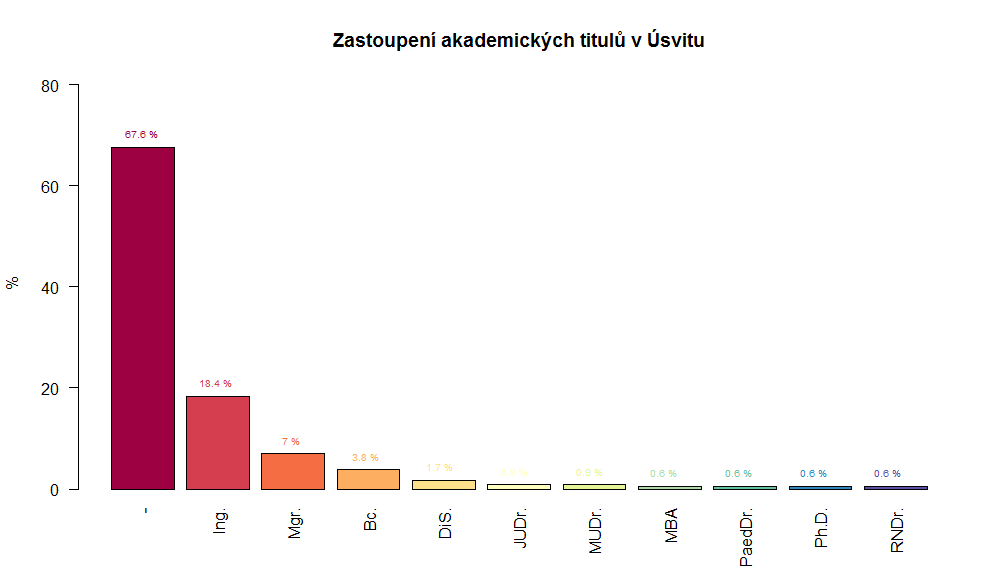 Zastoupení akademických titulů v Úsvitu
%
80
60
40
20
0
67.6 %
18.4 %
7 %
3.8 %
1.7 %
0.9 %
0.6 %
0.6 %
0.6 %
0.6 %
-
Ing.
Mgr.
Bc.
DiS.
JUDr.
MUDr.
MBA
PaedDr.
Ph.D.
RNDr.